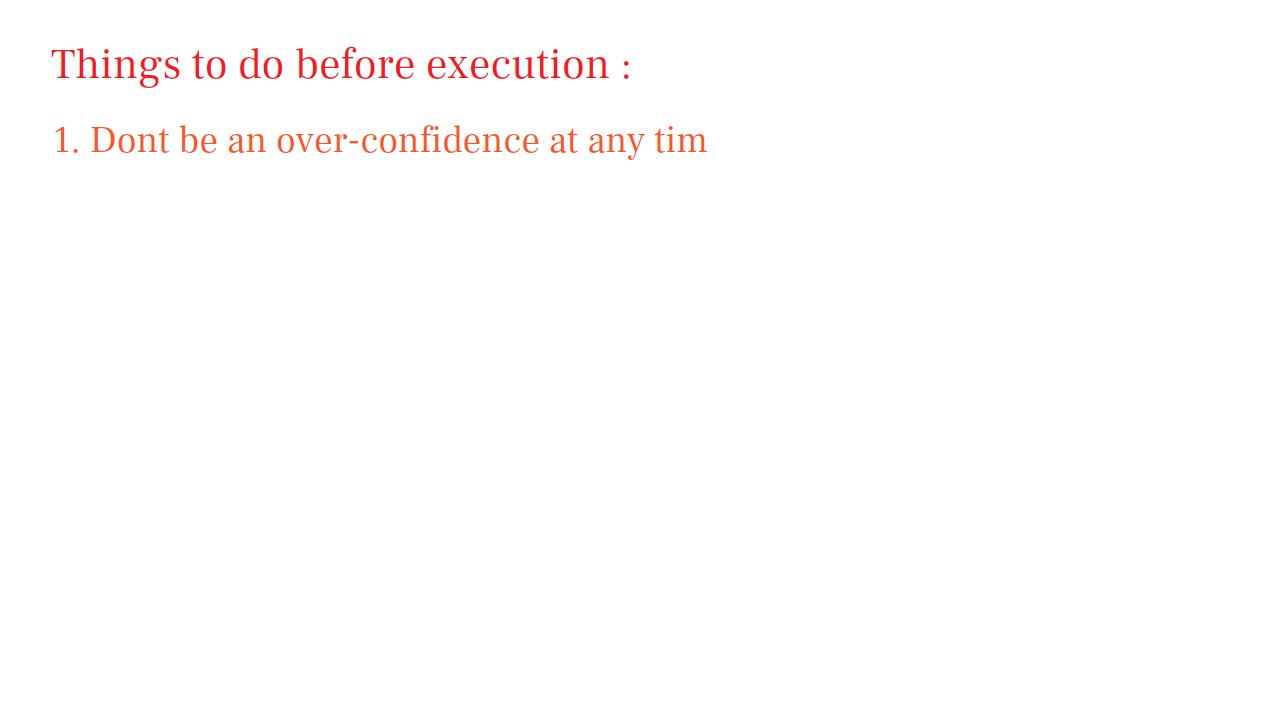 Things to do before execution :
1. Dont be an over-confidence at any tim